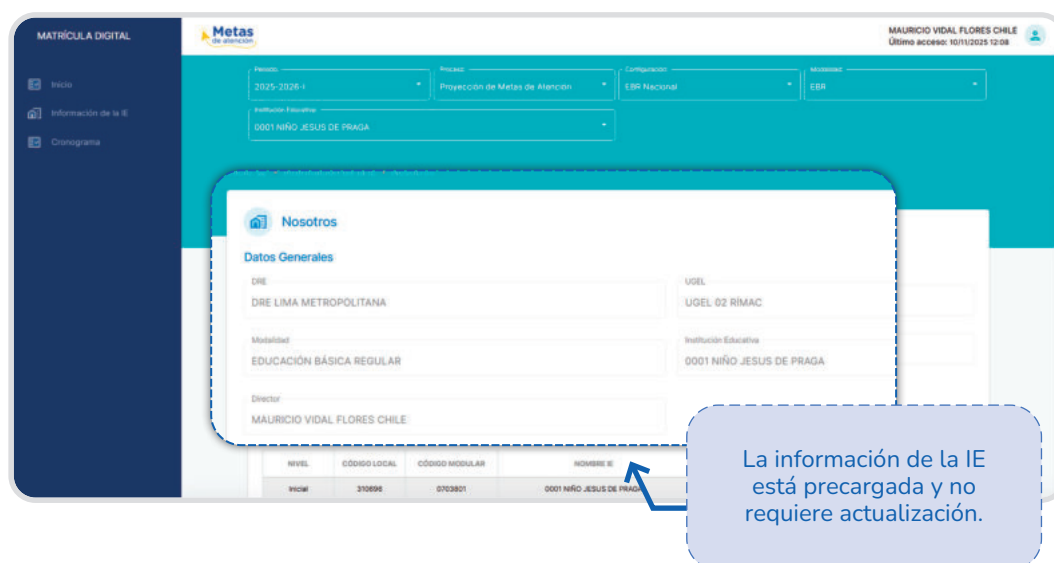 MATRÍCULA DIGITAL
Metas
de atención
MAURICIO VIDAL FLORES CHILE
Último acceso: 10/11/2025 12:08
Inicio
Información de la IE
Cronograma
Periodo
2025-2026-I
Proceso
Proyección de Metas de Atención
Configuración
EBR Nacional
Modalidad
EBR
Institución Educativa
0001 NIÑO JESUS DE PRAGA
Nosotros
Datos Generales
DRE
DRE LIMA METROPOLITANA
UGEL
UGEL 02 RÍMAC
Modalidad
EDUCACIÓN BÁSICA REGULAR
Institución Educativa
0001 NIÑO JESUS DE PRAGA
Director
MAURICIO VIDAL FLORES CHILE
NIVEL CÓDIGO LOCAL CÓDIGO MODULAR NOMBRE IE
Inicial 310696 0703801 0001 NIÑO JESUS DE PRAGA
La información de la IE
está precargada y no
requiere actualización.